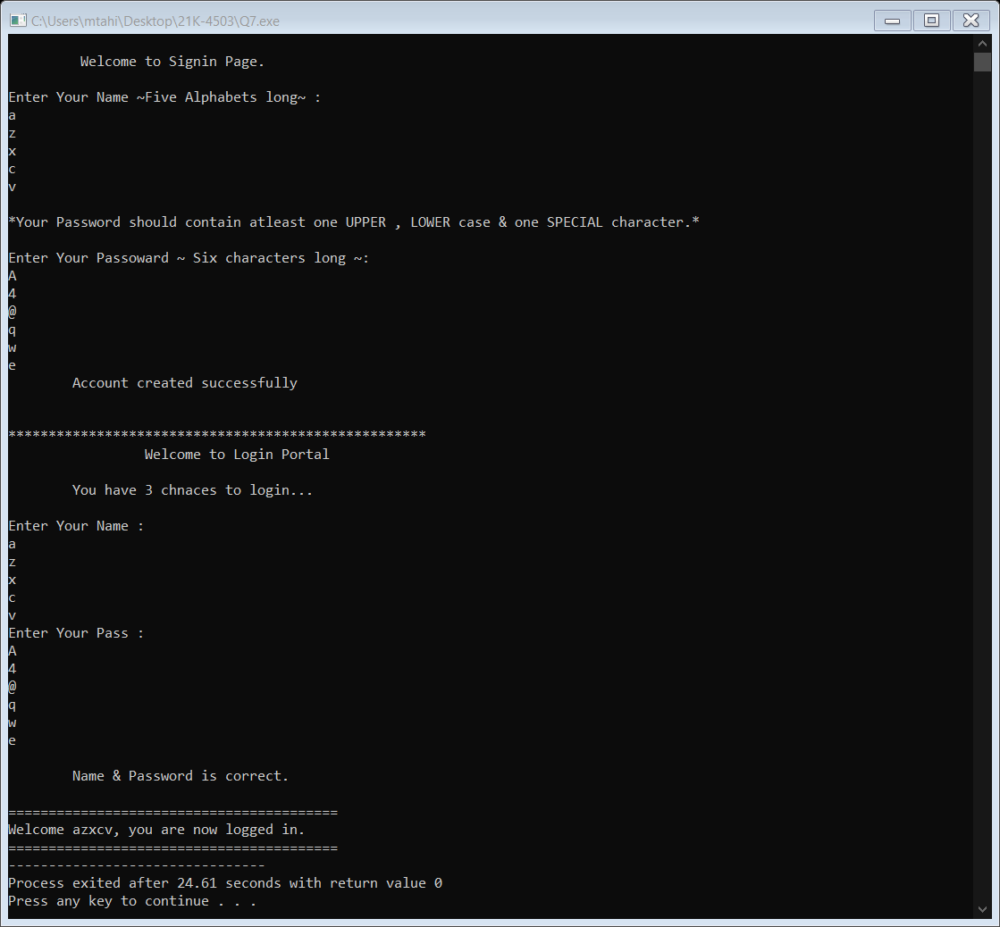 C:\Users\mtahi\Desktop\21K-4503\Q7.exe
Welcome to Signin Page.
Enter Your Name ~Five Alphabets long~ :
a
z
x
c
v
*Your Password should contain atleast one UPPER , LOWER case & one SPECIAL character.*
Enter Your Passoward ~ Six characters long ~:
A
4
@
q
w
e
Account created successfully
****************************************************
Welcome to Login Portal
You have 3 chnaces to login...
Enter Your Name :
a
z
x
c
v
Enter Your Pass :
A
4
@
q
w
e
Name & Password is correct.
=========================================
Welcome azxcv, you are now logged in.
=========================================
--------------------------------
Process exited after 24.61 seconds with return value 0
Press any key to continue . . .